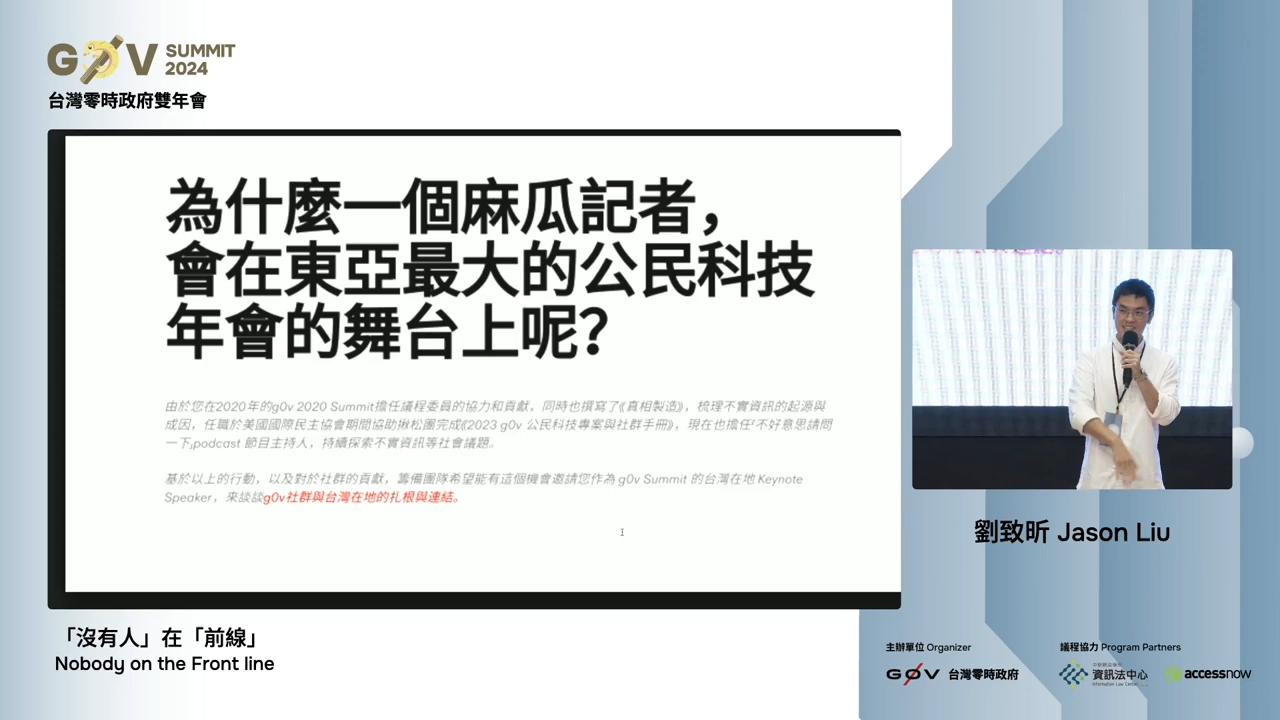 GØV SUMMIT 2024
台灣零時政府雙年會
為什麼一個麻瓜記者，
會在東亞最大的公民科技
年會的舞台上呢？
由於您在2020年的g0v 2020 Summit擔任議程委員的協力和貢獻，同時也撰寫了《真相製造》，梳理不實資訊的起源與
成因，任職於美國國際民主協會期間協助揪松團完成《2023 g0v 公民科技專案與社群手冊》，現在也擔任「不好意思請問
一下」podcast 節目主持人，持續探索不實資訊等社會議題。
基於以上的行動，以及對於社群的貢獻，籌備團隊希望能有這個機會邀請您作為 g0v Summit 的台灣在地 Keynote
Speaker，來談談g0v社群與台灣在地的扎根與連結。
劉致昕 Jason Liu
「沒有人」在「前線」
Nobody on the Front line
主辦單位 Organizer
GØV 台灣零時政府
議程協力 Program Partners
資訊法中心
Information Law Center
accessnow